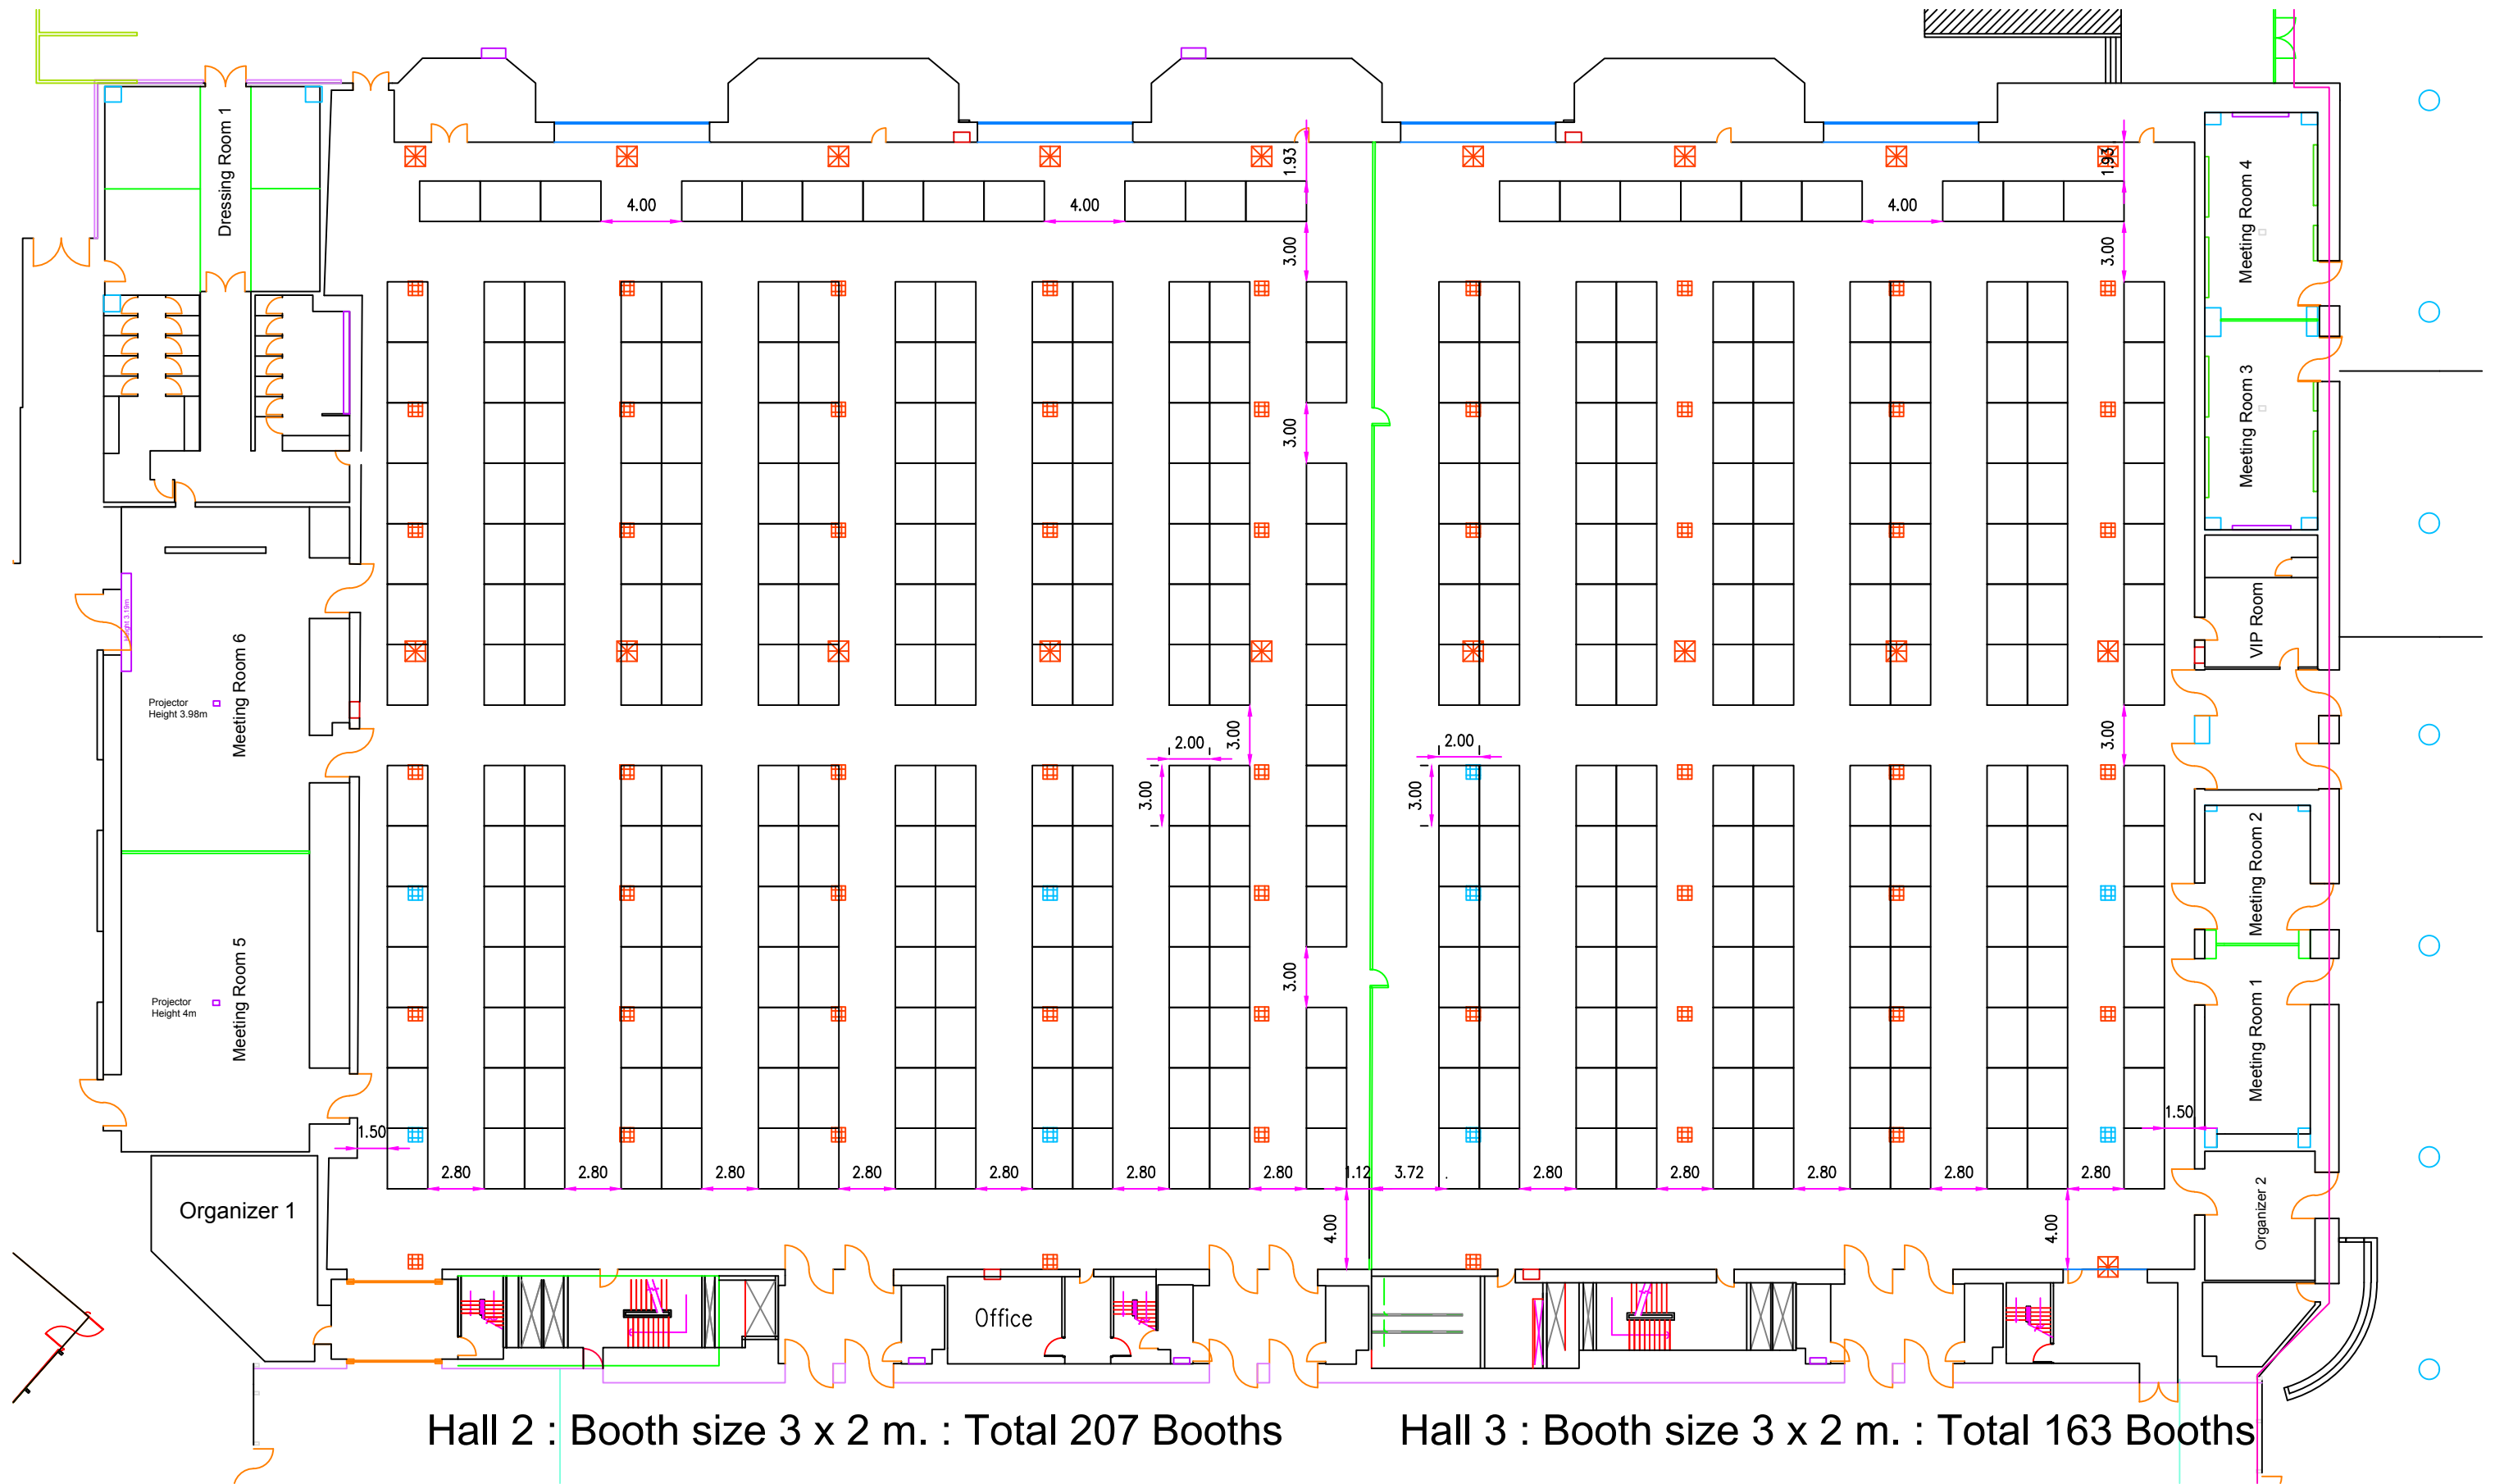 Dressing Room 1
1.93
1.93
4.00
4.00
4.00
3.00
3.00
Meeting Room 4
3.00
Meeting Room 3
Height 3.19m
Meeting Room 6
Projector
Height 3.98m
VIP Room
2.00
3.00
2.00
3.00
3.00
3.00
Meeting Room 2
Meeting Room 5
Projector
Height 4m
3.00
Meeting Room 1
1.50
1.50
2.80
2.80
2.80
2.80
2.80
2.80
2.80
1.12
3.72
2.80
2.80
2.80
2.80
2.80
Organizer 1
4.00
4.00
Organizer 2
Office
Hall 2 : Booth size 3 x 2 m. : Total 207 Booths
Hall 3 : Booth size 3 x 2 m. : Total 163 Booths